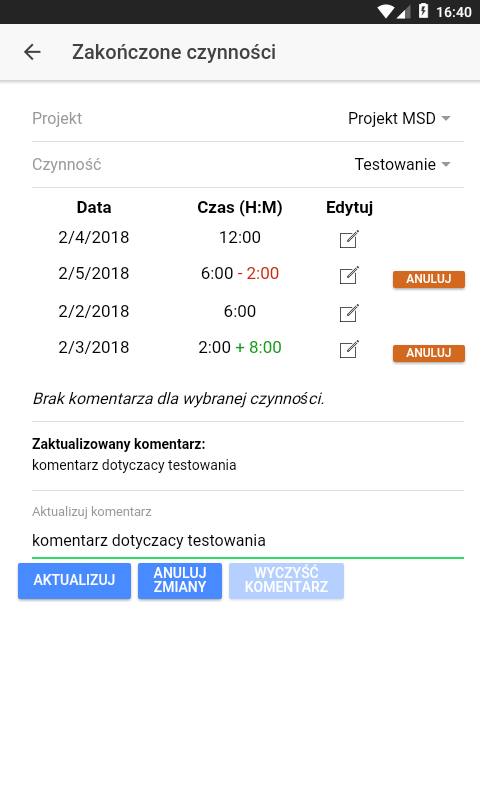 16:40
Zakończone czynności
Projekt Projekt MSD
Czynność Testowanie
Data Czas (H:M) Edytuj
2/4/2018 12:00
2/5/2018 6:00 - 2:00 ANULUJ
2/2/2018 6:00
2/3/2018 2:00 + 8:00 ANULUJ
Brak komentarza dla wybranej czynności.
Zaktualizowany komentarz:
komentarz dotyczacy testowania
Aktualizuj komentarz
komentarz dotyczacy testowania
AKTUALIZUJ
ANULUJ
ZMIANY
WYCZYŚĆ
KOMENTARZ